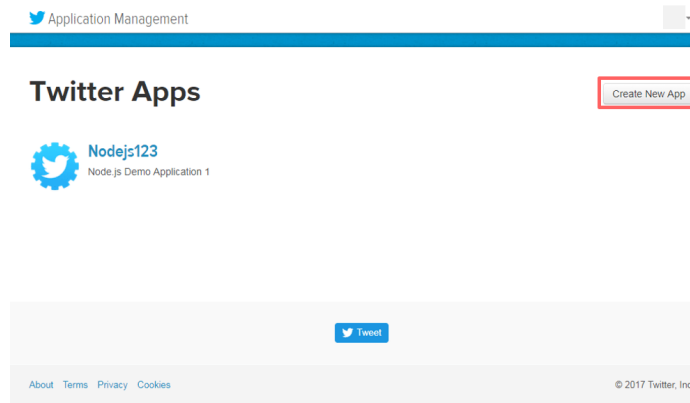 Application Management
Twitter Apps
Create New App
Nodejs123
Node.js Demo Application 1
Tweet
About Terms Privacy Cookies
© 2017 Twitter, Inc